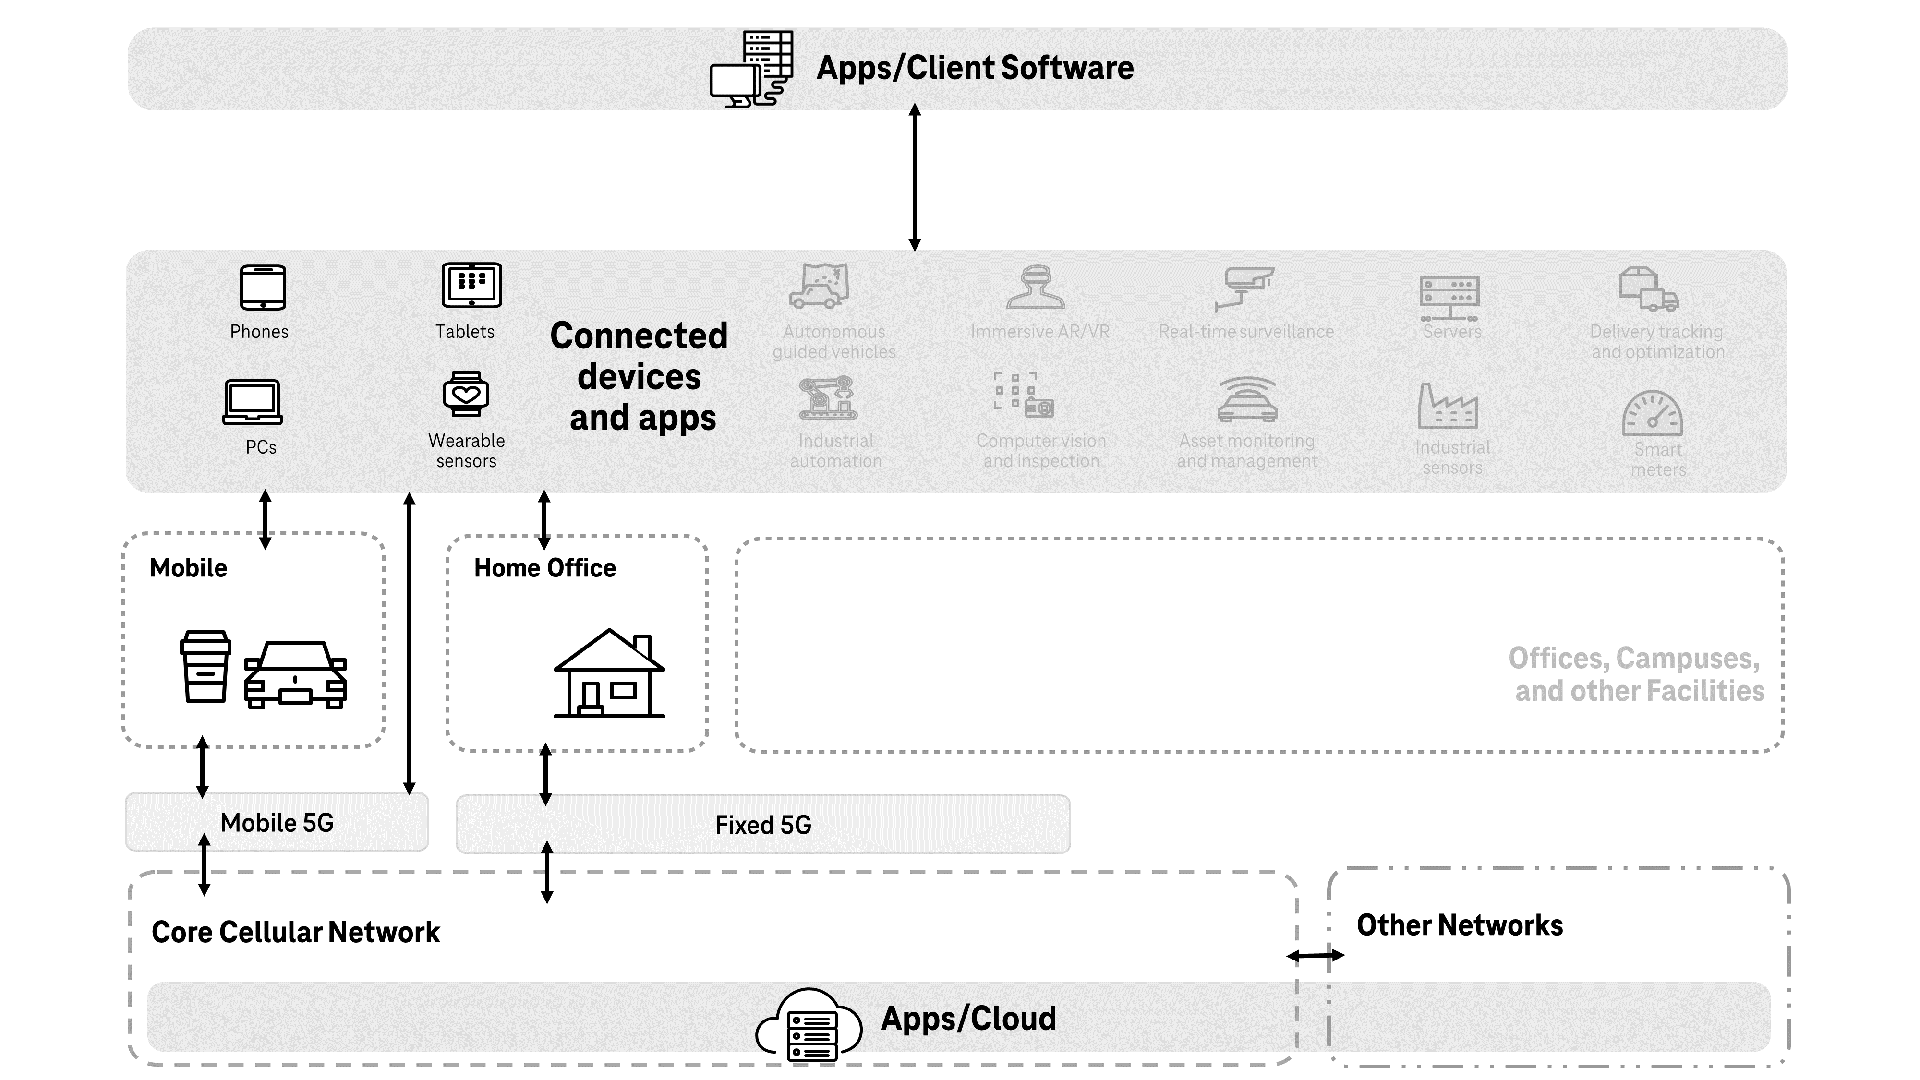 Apps/Client Software
Phones
Tablets
Connected
devices
and apps
PCs
Wearable
sensors
Autonomous
guided vehicles
Immersive AR/VR
Real-time surveillance
Servers
Delivery tracking
and optimization
Industrial
automation
Computer vision
and inspection
Asset monitoring
and management
Industrial
sensors
Smart
meters
Mobile
Home Office
Offices, Campuses,
and other Facilities
Mobile 5G
Fixed 5G
Core Cellular Network
Other Networks
Apps/Cloud